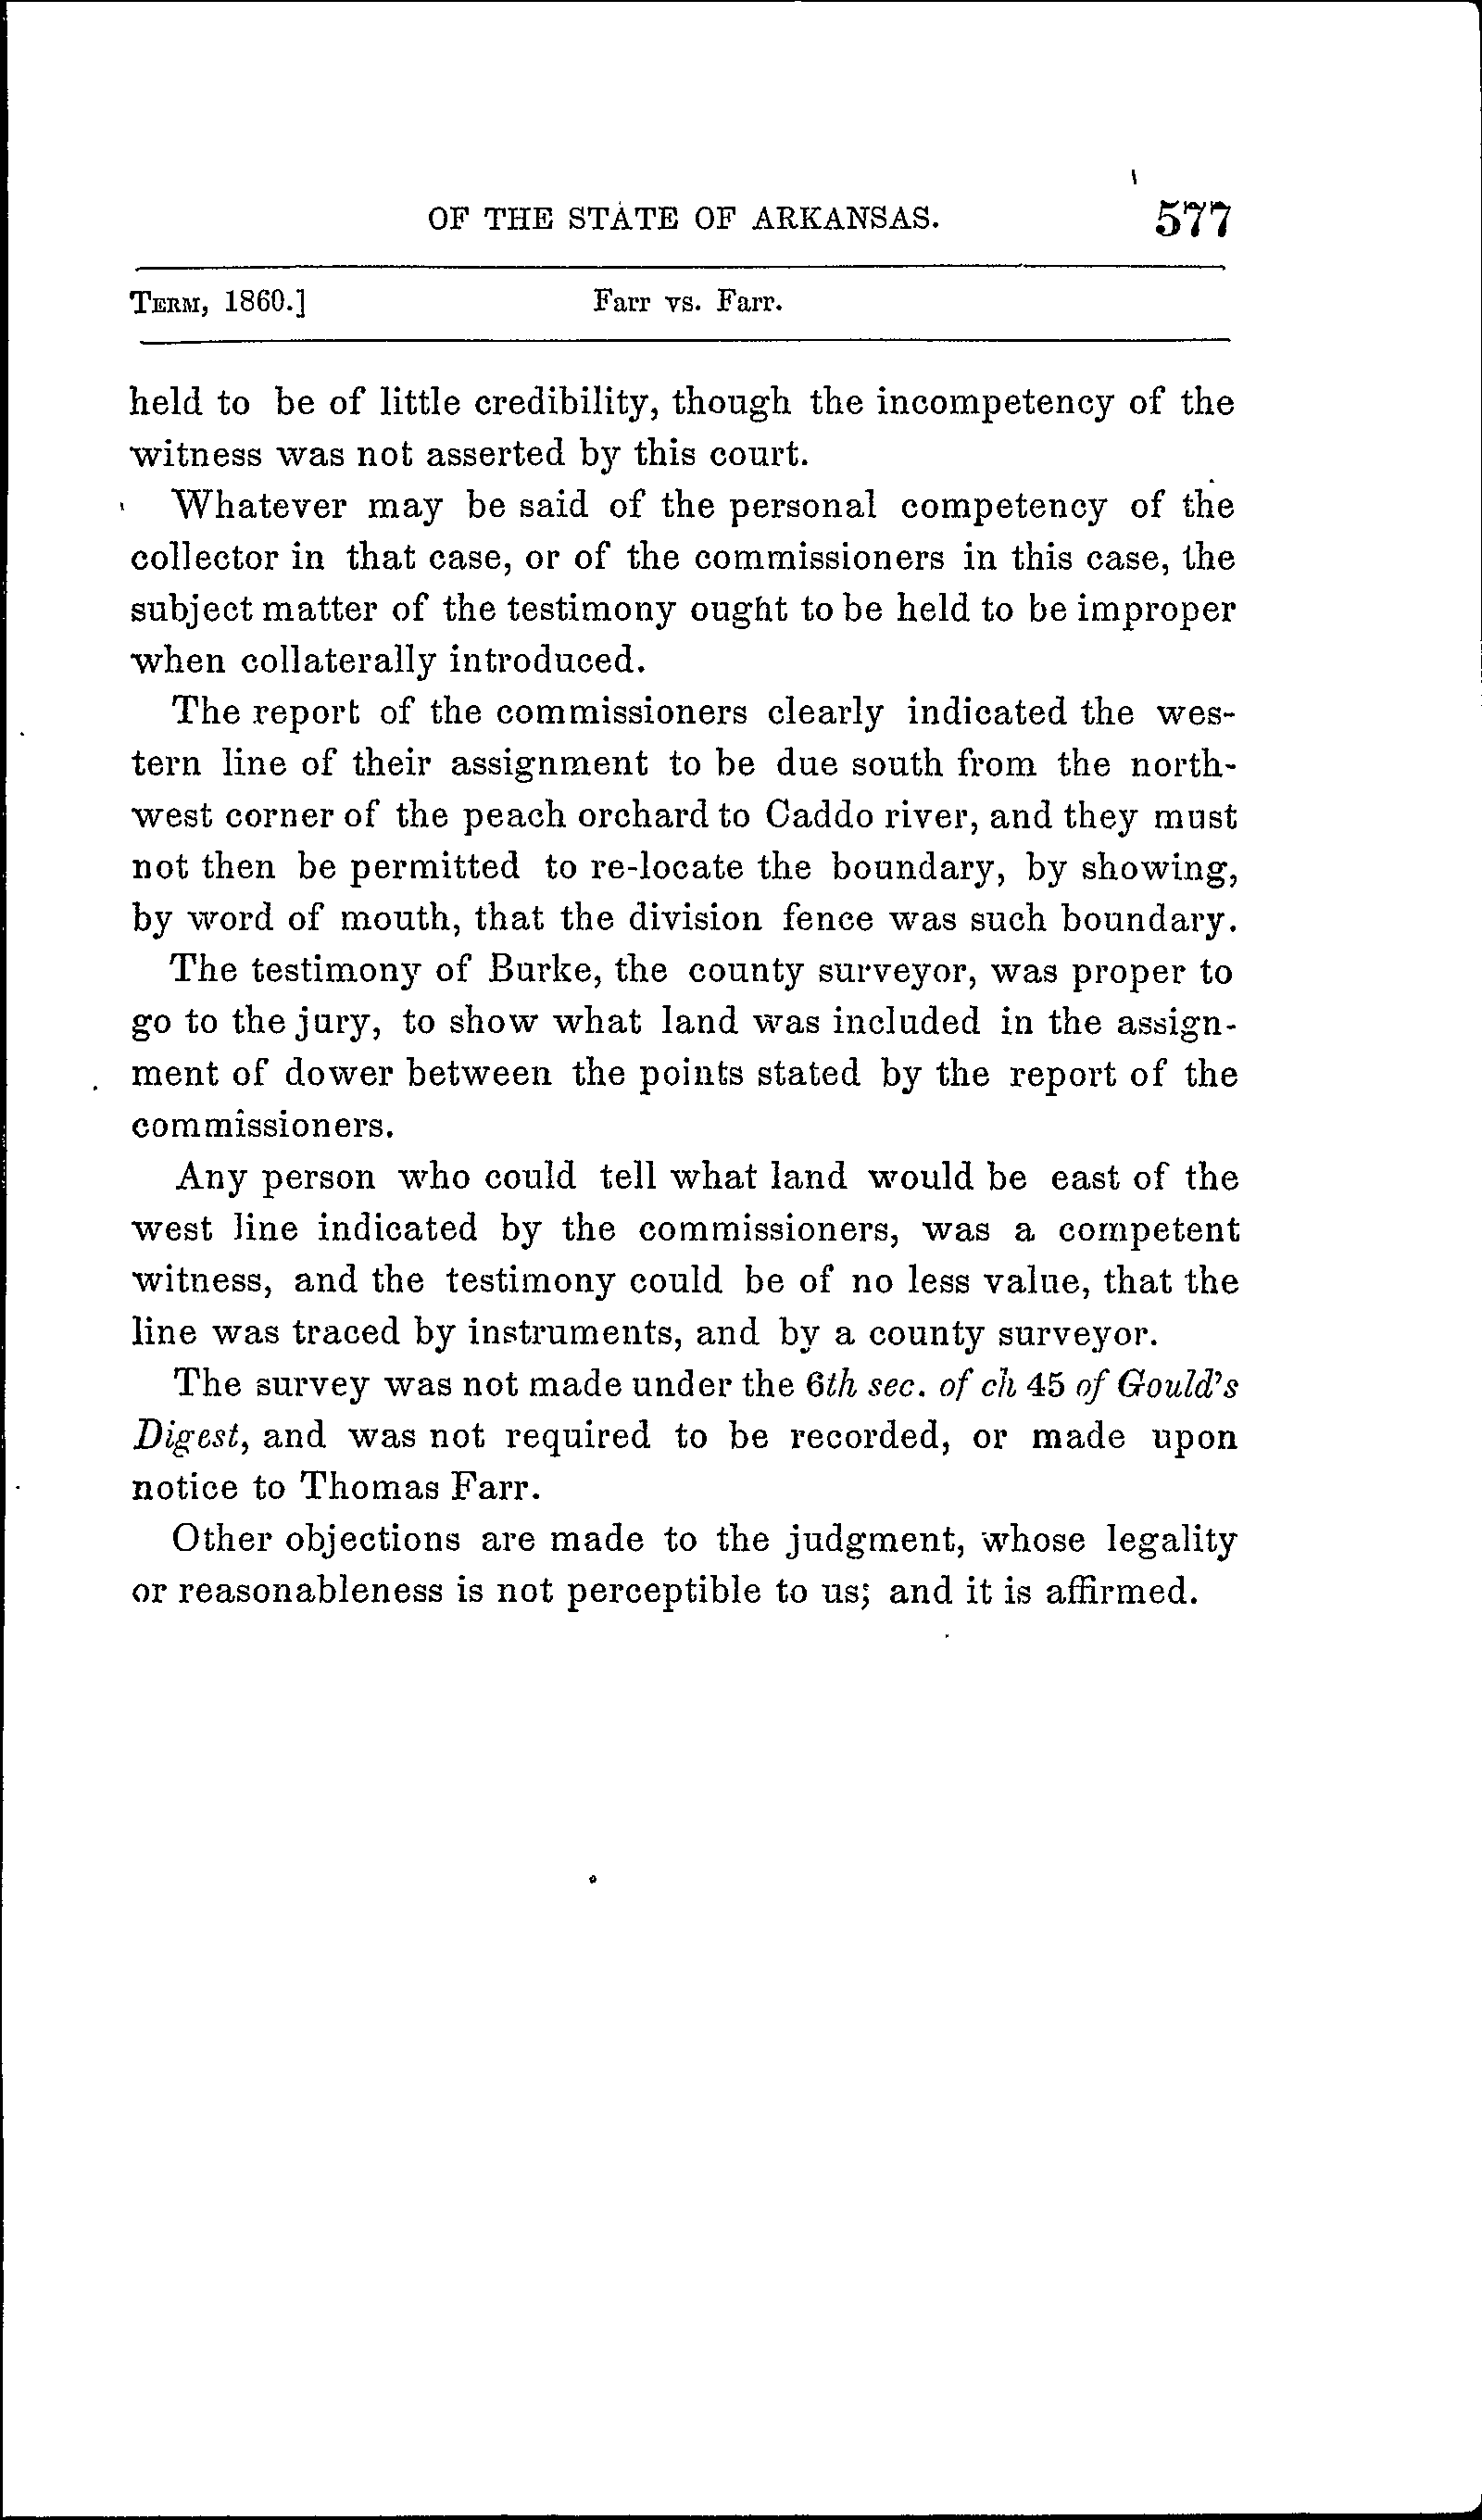 OF THE STATE OF ARKANSAS. 577
TERM, 1860.] Farr vs. Farr.
held to be of little credibility, though the incompetency of the
witness was not asserted by this court.
Whatever may be said of the personal competency of the
collector in that case, or of the commissioners in this case, the
subject matter of the testimony ought to be held to be improper
when collaterally introduced.
The report of the commissioners clearly indicated the wes-
tern line of their assignment to be due south from the north-
west corner of the peach orchard to Caddo river, and they must
not then be permitted to re-locate the boundary, by showing,
by word of mouth, that the division fence was such boundary.
The testimony of Burke, the county surveyor, was proper to
go to the jury, to show what land was included in the assign-
ment of dower between the points stated by the report of the
commissioners.
Any person who could tell what land would be east of the
west line indicated by the commissioners, was a competent
witness, and the testimony could be of no less value, that the
line was traced by instruments, and by a county surveyor.
The survey was not made under the 6th sec. of ch 45 of Gould's
Digest, and was not required to be recorded, or made upon
notice to Thomas Farr.
Other objections are made to the judgment, whose legality
or reasonableness is not perceptible to us; and it is affirmed.